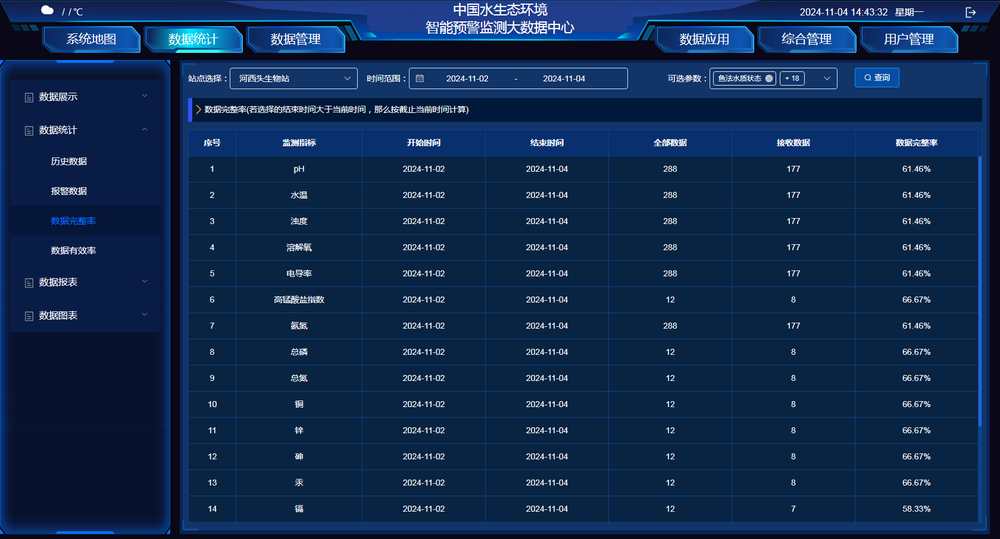 / / ℃
中国水生态环境
智能预警监测大数据中心
2024-11-04 14:43:32 星期一
系统地图
数据统计
数据管理
数据应用
综合管理
用户管理
数据展示
数据统计
历史数据
报警数据
数据完整率
数据有效率
数据报表
数据图表
站点选择： 河西头生物站 时间范围： 2024-11-02 - 2024-11-04 可选参数： 鱼法水质状态 + 18 查询
数据完整率(若选择的结束时间大于当前时间，那么按截止当前时间计算)
序号 监测指标 开始时间 结束时间 全部数据 接收数据 数据完整率
1 pH 2024-11-02 2024-11-04 288 177 61.46%
2 水温 2024-11-02 2024-11-04 288 177 61.46%
3 浊度 2024-11-02 2024-11-04 288 177 61.46%
4 溶解氧 2024-11-02 2024-11-04 288 177 61.46%
5 电导率 2024-11-02 2024-11-04 288 177 61.46%
6 高锰酸盐指数 2024-11-02 2024-11-04 12 8 66.67%
7 氨氮 2024-11-02 2024-11-04 288 177 61.46%
8 总磷 2024-11-02 2024-11-04 12 8 66.67%
9 总氮 2024-11-02 2024-11-04 12 8 66.67%
10 铜 2024-11-02 2024-11-04 12 8 66.67%
11 锌 2024-11-02 2024-11-04 12 8 66.67%
12 砷 2024-11-02 2024-11-04 12 8 66.67%
13 汞 2024-11-02 2024-11-04 12 8 66.67%
14 镉 2024-11-02 2024-11-04 12 7 58.33%